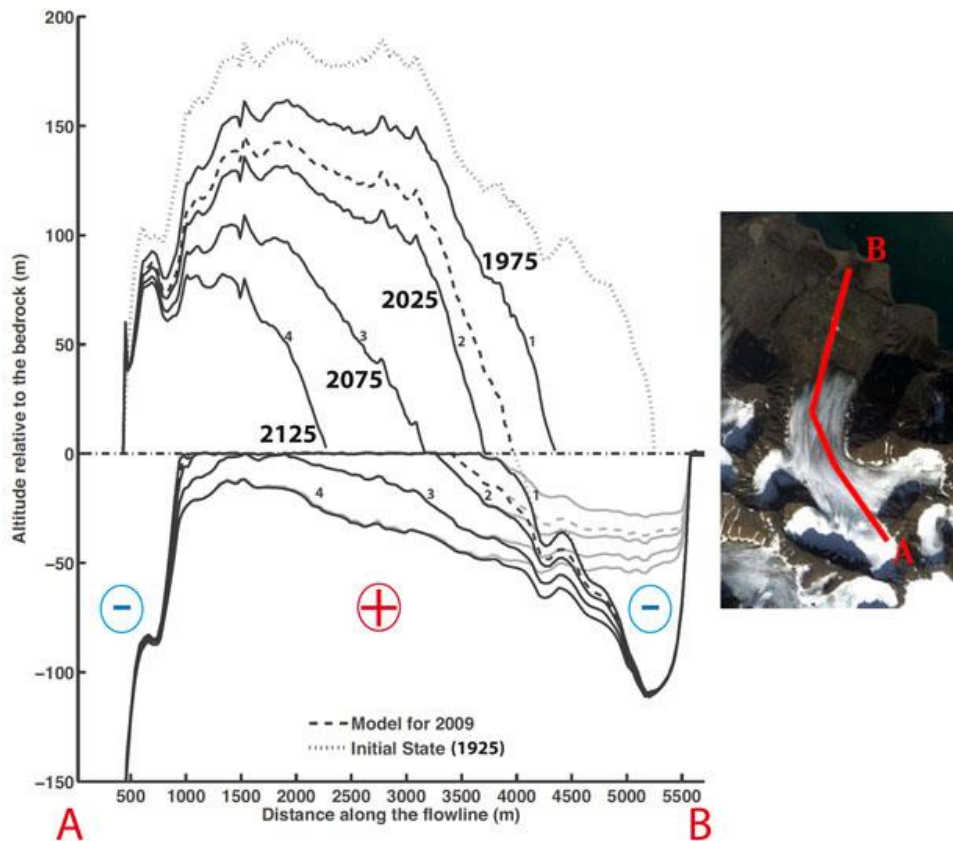 200
150
100
50
0
−50
−100
−150
Altitude relative to the bedrock (m)
1975
2025
2075
2125
1
2
3
4
1
2
3
4
−
+
−
Model for 2009
Initial State (1925)
500 1000 1500 2000 2500 3000 3500 4000 4500 5000 5500
Distance along the flowline (m)
A
B
B
A